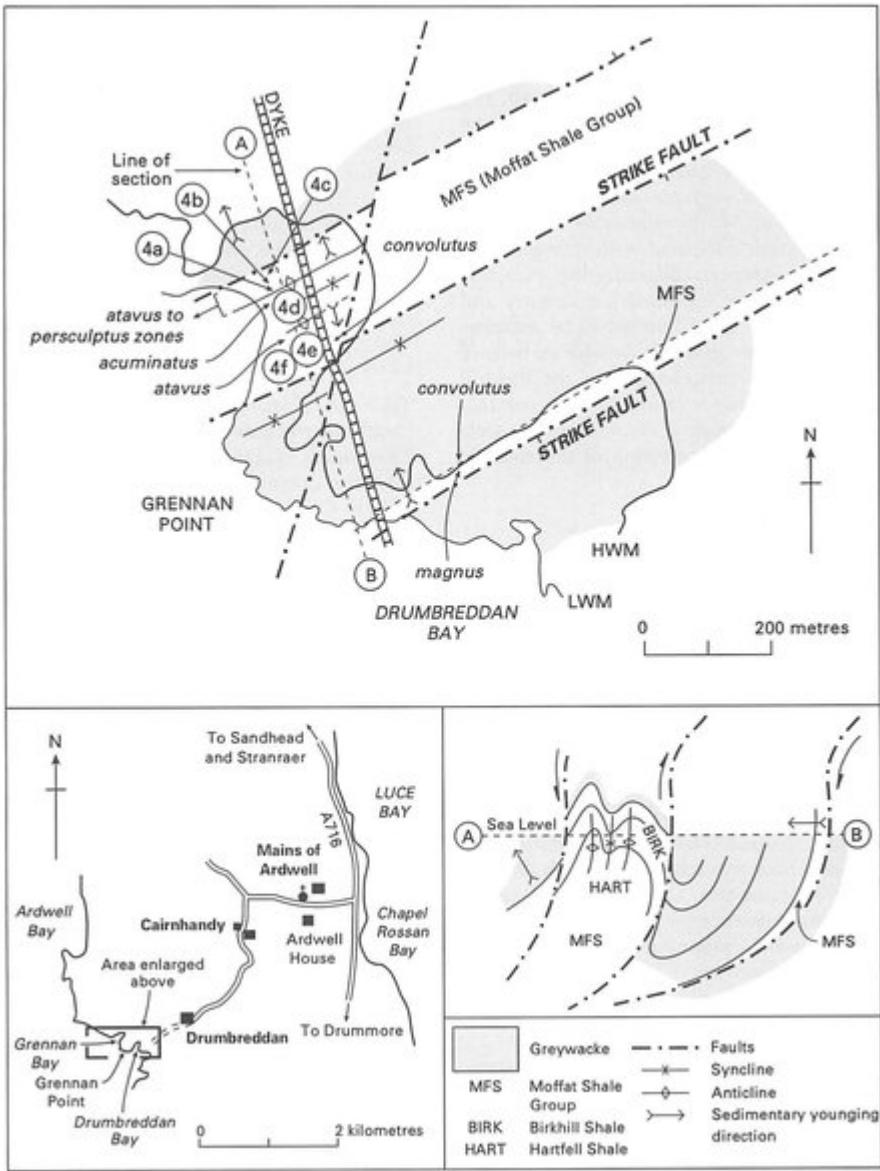 DYKE
A
Line of
section
4c
4b
4a
MFS (Moffat Shale Group)
STRIKE FAULT
convolutus
4d
MFS
atavus to
persculptus zones
acuminatus
atavus
4e
4f
convolutus
STRIKE FAULT
N
GRENNAN
POINT
HWM
B
magnus
LWM
DRUMBREDDAN
BAY
0 200 metres
N
To Sandhead
and Stranraer
LUCE
BAY
A716
Mains of
Ardwell
Ardwell
Bay
Cairnhandy
Ardwell
House
Chapel
Rossan
Bay
Area enlarged
above
Drumbreddan
To Drummore
Grennan
Bay
Grennan
Point
Drumbreddan
Bay
0 2 kilometres
A
Sea Level
BIRK
B
HART
MFS
MFS
Greywacke
MFS Moffat Shale
Group
BIRK Birkhill Shale
HART Hartfell Shale
Faults
Syncline
Anticline
Sedimentary younging
direction